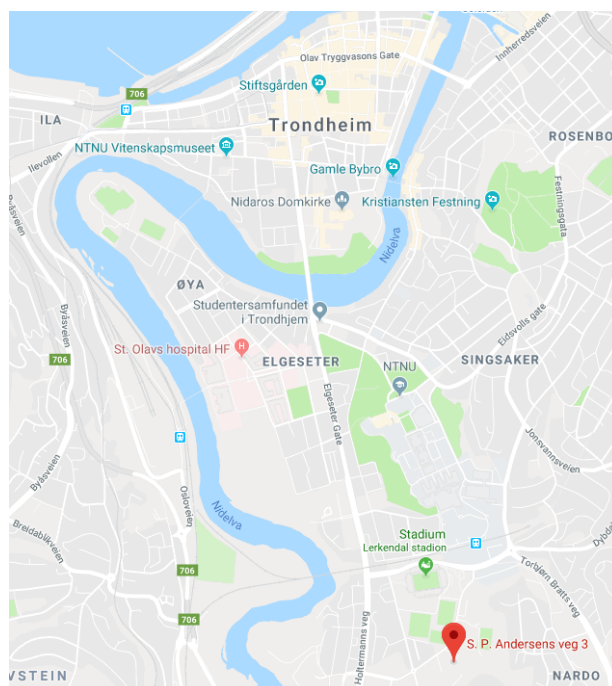 Innherredsveien
Olav Tryggvasons Gate
Stiftsgården
706
ILA
Trondheim
ROSENBO
NTNU Vitenskapsmuseet
Ilevollen
Gamle Bybro
Byåsveien
Nidaros Domkirke
Kristiansten Festning
Festningsgata
Nidelva
ØYA
Studentersamfundet
i Trondhjem
Eidsvolls gate
Byåsveien
St. Olavs hospital HF
H
ELGESETER
SINGSAKER
706
NTNU
Elgeseter Gate
Jonsvannsveien
Byåsveien
Osloveien
Nidelva
Breidablikveien
Stadium
Lerkendal stadion
Torbjørn Bratts veg
706
706
Holtermanns veg
S. P. Andersens veg 3
VSTEIN
NARDO